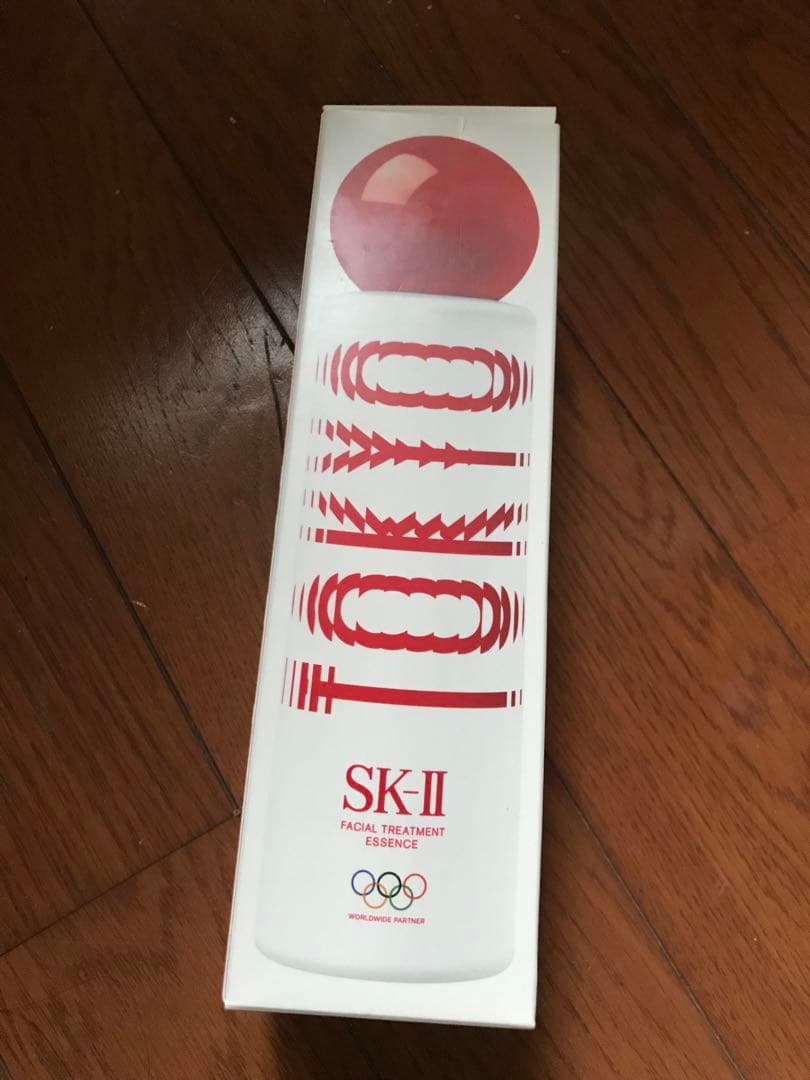 TOKYO
SK-II
FACIAL TREATMENT
ESSENCE
WORLDWIDE PARTNER